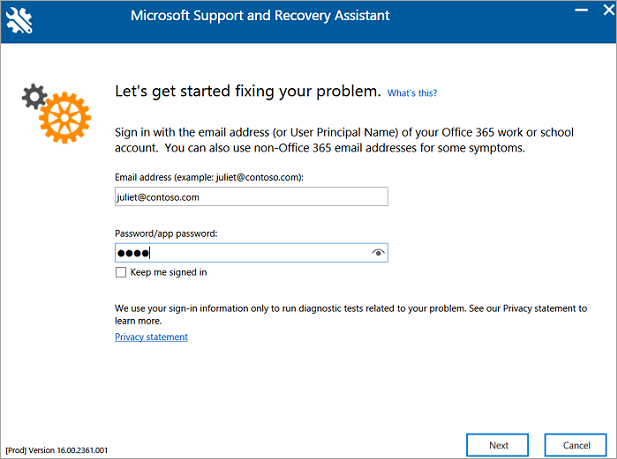 Microsoft Support and Recovery Assistant
Let's get started fixing your problem. What's this?
Sign in with the email address (or User Principal Name) of your Office 365 work or school
account. You can also use non-Office 365 email addresses for some symptoms.
Email address (example: juliet@contoso.com):
juliet@contoso.com
Password/app password:
●●●●
Keep me signed in
We use your sign-in information only to run diagnostic tests related to your problem. See our Privacy statement to
learn more.
Privacy statement
Next Cancel
[Prod] Version 16.00.2361.001